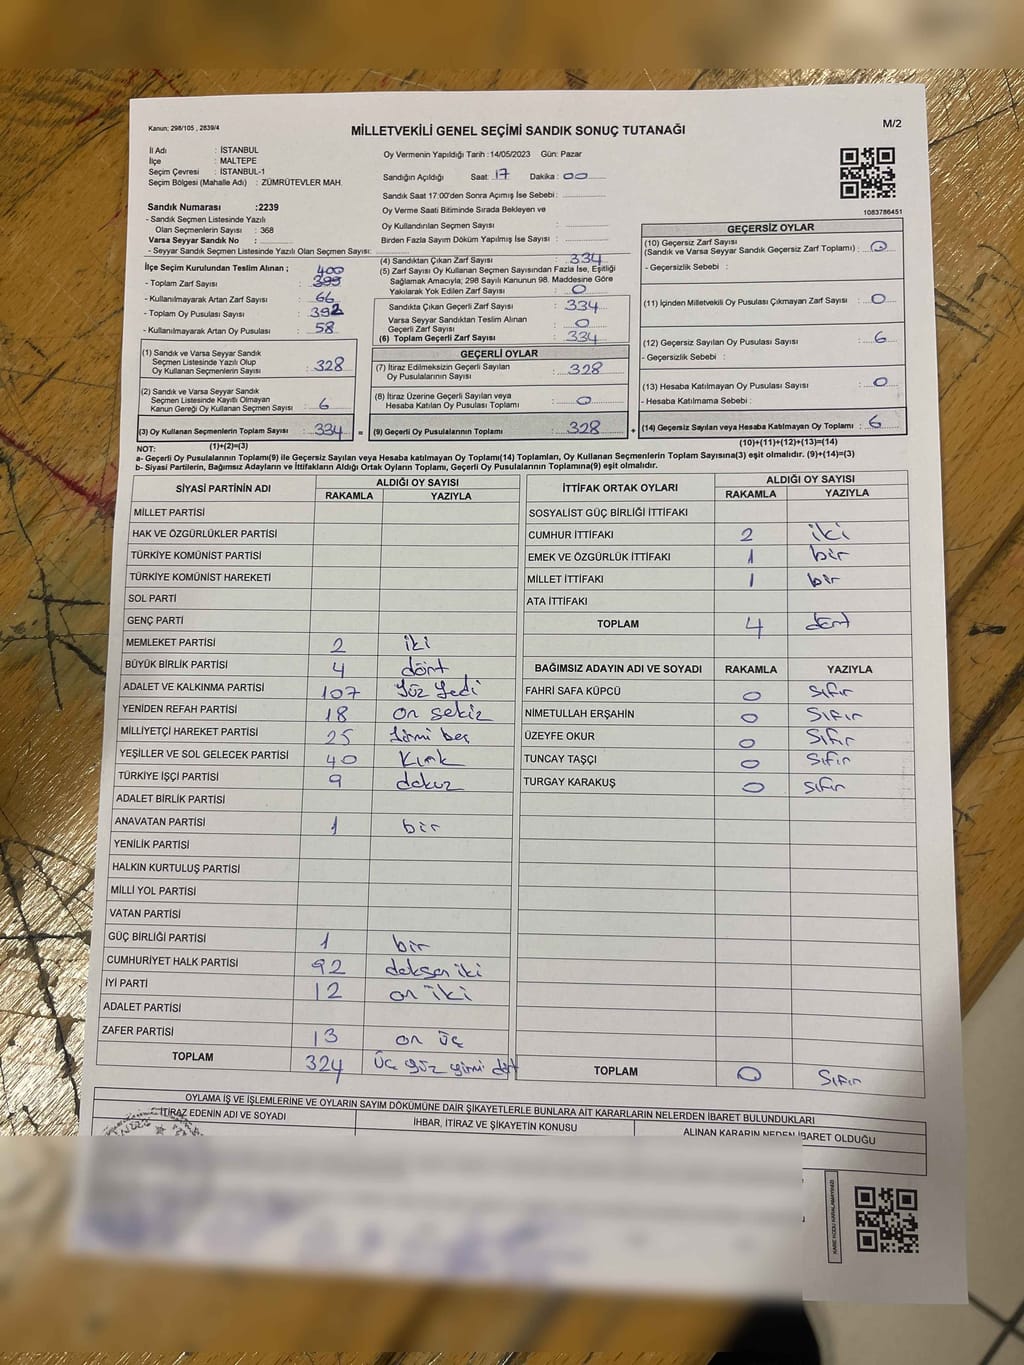 Kanun; 298/105 , 2839/4
MİLLETVEKİLİ GENEL SEÇİMİ SANDIK SONUÇ TUTANAĞI
M/2
İl Adı : İSTANBUL
İlçe : MALTEPE
Seçim Çevresi : İSTANBUL-1
Seçim Bölgesi (Mahalle Adı) : ZÜMRÜTEVLER MAH.
Sandık Numarası :2239
- Sandık Seçmen Listesinde Yazılı
Olan Seçmenlerin Sayısı : 368
Varsa Seyyar Sandık No :
- Seyyar Sandık Seçmen Listesinde Yazılı Olan Seçmen Sayısı:
Oy Vermenin Yapıldığı Tarih :14/05/2023 Gün: Pazar
Sandığın Açıldığı Saat: 17 Dakika : 00
Sandık Saat 17:00'den Sonra Açımış İse Sebebi :
Oy Verme Saati Bitiminde Sırada Bekleyen ve
Oy Kullandırılan Seçmen Sayısı :
Birden Fazla Sayım Döküm Yapılmış İse Sayısı :
1083786451
İlçe Seçim Kurulundan Teslim Alınan ; 400
- Toplam Zarf Sayısı : 399
- Kullanılmayarak Artan Zarf Sayısı : 66
- Toplam Oy Pusulası : 392
- Kullanılmayarak Artan Oy Pusulası : 58
(1) Sandık ve Varsa Seyyar Sandık
Seçmen Listesinde Yazılı Olup
Oy Kullanan Seçmenlerin Sayısı : 328
(2) Sandık ve Varsa Seyyar Sandık
Seçmen Listesinde Kayıtlı Olmayan
Kanun Gereği Oy Kullanan Seçmen Sayısı : 6
(3) Oy Kullanan Seçmenlerin Toplam Sayısı : 334 =
(1)+(2)=(3)
(4) Sandıktan Çıkan Zarf Sayısı : 334
(5) Zarf Sayısı Oy Kullanan Seçmen Sayısından Fazla İse, Eşitliği
Sağlamak Amacıyla, 298 Sayılı Kanunun 98. Maddesine Göre
Yakılarak Yok Edilen Zarf Sayısı : 0
Sandıkta Çıkan Geçerli Zarf Sayısı : 334
Varsa Seyyar Sandıktan Teslim Alınan
Geçerli Zarf Sayısı : 0
(6) Toplam Geçerli Zarf Sayısı : 334
GEÇERLİ OYLAR
(7) İtiraz Edilmeksizin Geçerli Sayılan
Oy Pusulalarının Sayısı : 328
(8) İtiraz Üzerine Geçerli Sayılan veya
Hesaba Katılan Oy Pusulası Toplamı : 0
(9) Geçerli Oy Pusulalarının Toplamı : 328 +
GEÇERSİZ OYLAR
(10) Geçersiz Zarf Sayısı
(Sandık ve Varsa Seyyar Sandık Geçersiz Zarf Toplamı) : 0
- Geçersizlik Sebebi :
(11) İçinden Milletvekili Oy Pusulası Çıkmayan Zarf Sayısı : 0
(12) Geçersiz Sayılan Oy Pusulası Sayısı : 6
- Geçersizlik Sebebi :
(13) Hesaba Katılmayan Oy Pusulası Sayısı : 0
- Hesaba Katılmama Sebebi :
(14) Geçersiz Sayılan veya Hesaba Katılmayan Oy Toplamı : 6
(10)+(11)+(12)+(13)=(14)
NOT:
a- Geçerli Oy Pusulalarının Toplamı(9) ile Geçersiz Sayılan veya Hesaba katılmayan Oy Toplamı(14) Toplamları, Oy Kullanan Seçmenlerin Toplam Sayısına(3) eşit olmalıdır. (9)+(14)=(3)
b- Siyasi Partilerin, Bağımsız Adayların ve İttifakların Aldığı Ortak Oyların Toplamı, Geçerli Oy Pusulalarının Toplamına(9) eşit olmalıdır.
SİYASİ PARTİNİN ADI ALDIĞI OY SAYISI
RAKAMLA YAZIYLA
MİLLET PARTİSİ
HAK VE ÖZGÜRLÜKLER PARTİSİ
TÜRKİYE KOMÜNİST PARTİSİ
TÜRKİYE KOMÜNİST HAREKETİ
SOL PARTİ
GENÇ PARTİ
MEMLEKET PARTİSİ 2 iki
BÜYÜK BİRLİK PARTİSİ 4 dört
ADALET VE KALKINMA PARTİSİ 107 Yüz Yedi
YENİDEN REFAH PARTİSİ 18 on sekiz
MİLLİYETÇİ HAREKET PARTİSİ 25 Yirmi beş
YEŞİLLER VE SOL GELECEK PARTİSİ 40 Kırk
TÜRKİYE İŞÇİ PARTİSİ 9 dokuz
ADALET BİRLİK PARTİSİ
ANAVATAN PARTİSİ 1 bir
YENİLİK PARTİSİ
HALKIN KURTULUŞ PARTİSİ
MİLLİ YOL PARTİSİ
VATAN PARTİSİ
GÜÇ BİRLİĞİ PARTİSİ 1 bir
CUMHURİYET HALK PARTİSİ 92 doksan iki
İYİ PARTİ 12 on iki
ADALET PARTİSİ
ZAFER PARTİSİ 13 on üç
TOPLAM 324 üç yüz yirmi dört
İTTİFAK ORTAK OYLARI ALDIĞI OY SAYISI
RAKAMLA YAZIYLA
SOSYALİST GÜÇ BİRLİĞİ İTTİFAKI
CUMHUR İTTİFAKI 2 iki
EMEK VE ÖZGÜRLÜK İTTİFAKI 1 bir
MİLLET İTTİFAKI 1 bir
ATA İTTİFAKI
TOPLAM 4 dört
BAĞIMSIZ ADAYIN ADI VE SOYADI RAKAMLA YAZIYLA
FAHRİ SAFA KÜPCÜ 0 Sıfır
NİMETULLAH ERŞAHİN 0 Sıfır
ÜZEYFE OKUR 0 Sıfır
TUNCAY TAŞÇI 0 Sıfır
TURGAY KARAKUŞ 0 Sıfır
TOPLAM 0 Sıfır
OYLAMA İŞ VE İŞLEMLERİNE VE OYLARIN SAYIM DÖKÜMÜNE DAİR ŞİKAYETLERLE BUNLARA AİT KARARLARIN NELERDEN İBARET BULUNDUKLARI
İTİRAZ EDENİN ADI VE SOYADI
İHBAR, İTİRAZ VE ŞİKAYETİN KONUSU
ALINAN KARARIN NEDEN İBARET OLDUĞU
KARE KODU KARALAMAYINIZ!